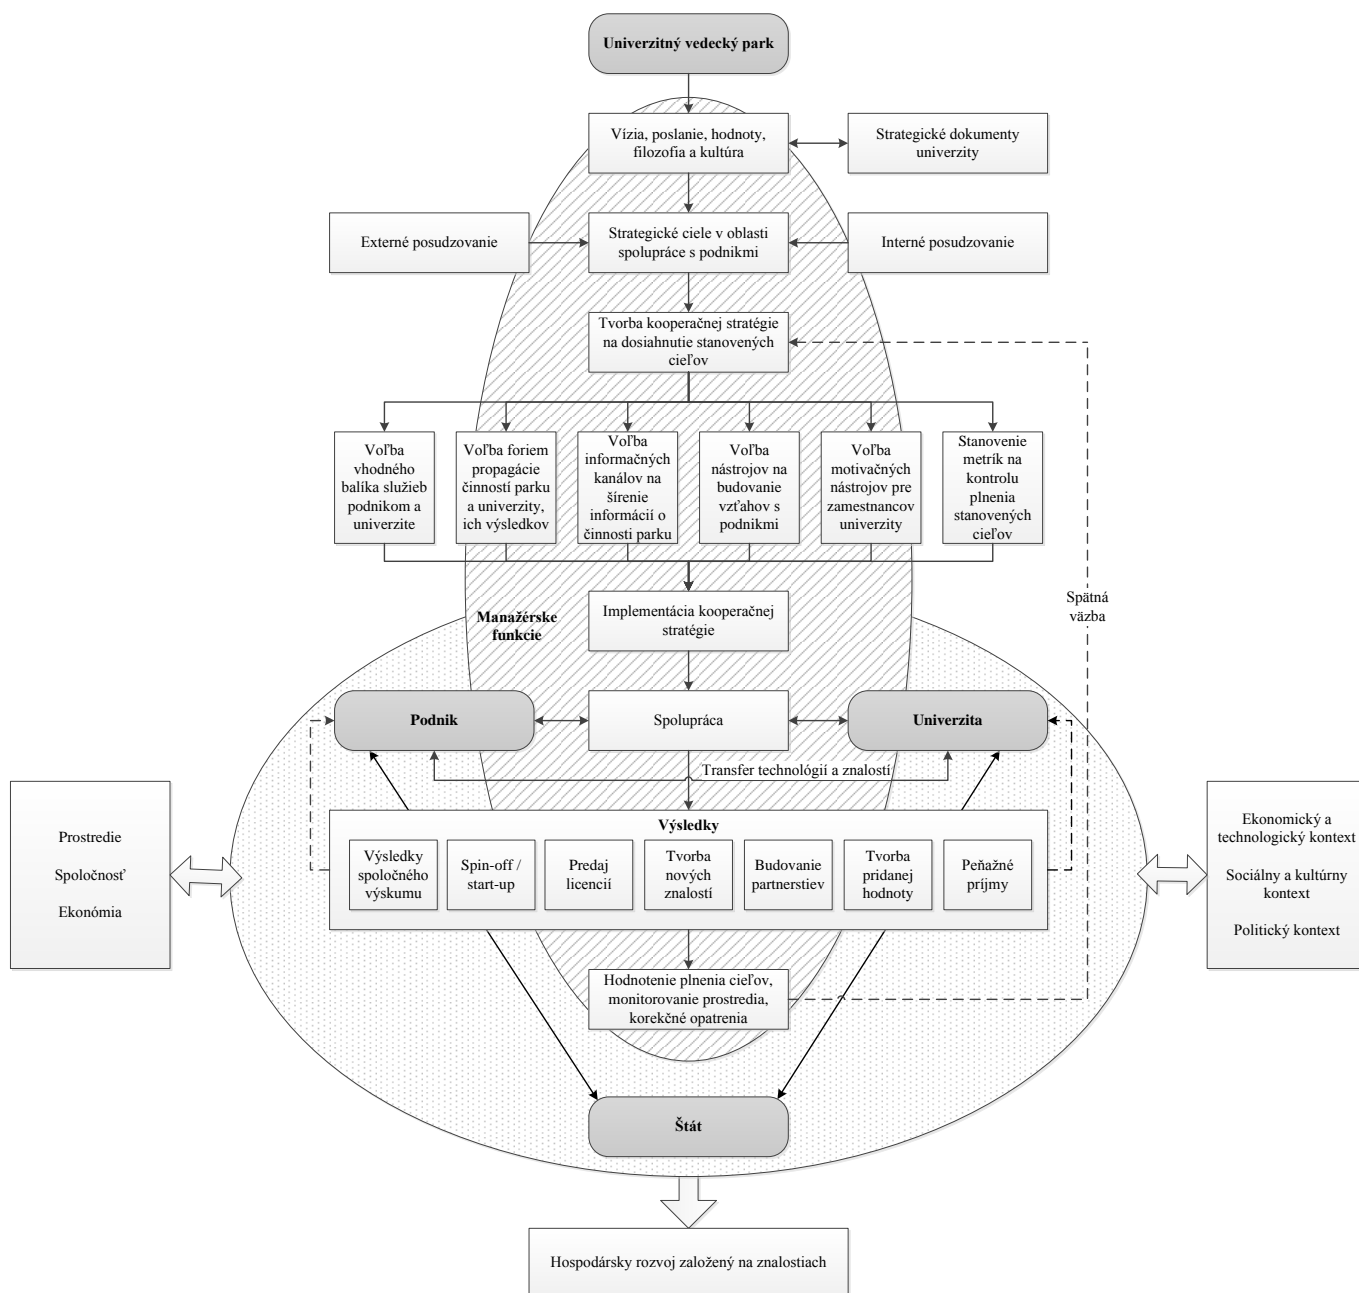 Univerzitný vedecký park
Vízia, poslanie, hodnoty,
filozofia a kultúra
Strategické dokumenty
univerzity
Externé posudzovanie
Strategické ciele v oblasti
spolupráce s podnikmi
Interné posudzovanie
Tvorba kooperačnej stratégie
na dosiahnutie stanovených
cieľov
Voľba
vhodného
balíka služieb
podnikom a
univerzite
Voľba foriem
propagácie
činností parku
a univerzity,
ich výsledkov
Voľba
informačných
kanálov na
šírenie
informácií o
činnosti parku
Voľba
nástrojov na
budovanie
vzťahov s
podnikmi
Voľba
motivačných
nástrojov pre
zamestnancov
univerzity
Stanovenie
metrík na
kontrolu
plnenia
stanovených
cieľov
Spätná
väzba
Manažérske
funkcie
Implementácia kooperačnej
stratégie
Podnik
Spolupráca
Univerzita
Transfer technológií a znalostí
Výsledky
Výsledky
spoločného
výskumu
Spin-off /
start-up
Predaj
licencií
Tvorba
nových
znalostí
Budovanie
partnerstiev
Tvorba
pridanej
hodnoty
Peňažné
príjmy
Prostredie
Spoločnosť
Ekonómia
Ekonomický a
technologický kontext
Sociálny a kultúrny
kontext
Politický kontext
Hodnotenie plnenia cieľov,
monitorovanie prostredia,
korekčné opatrenia
Štát
Hospodársky rozvoj založený na znalostiach